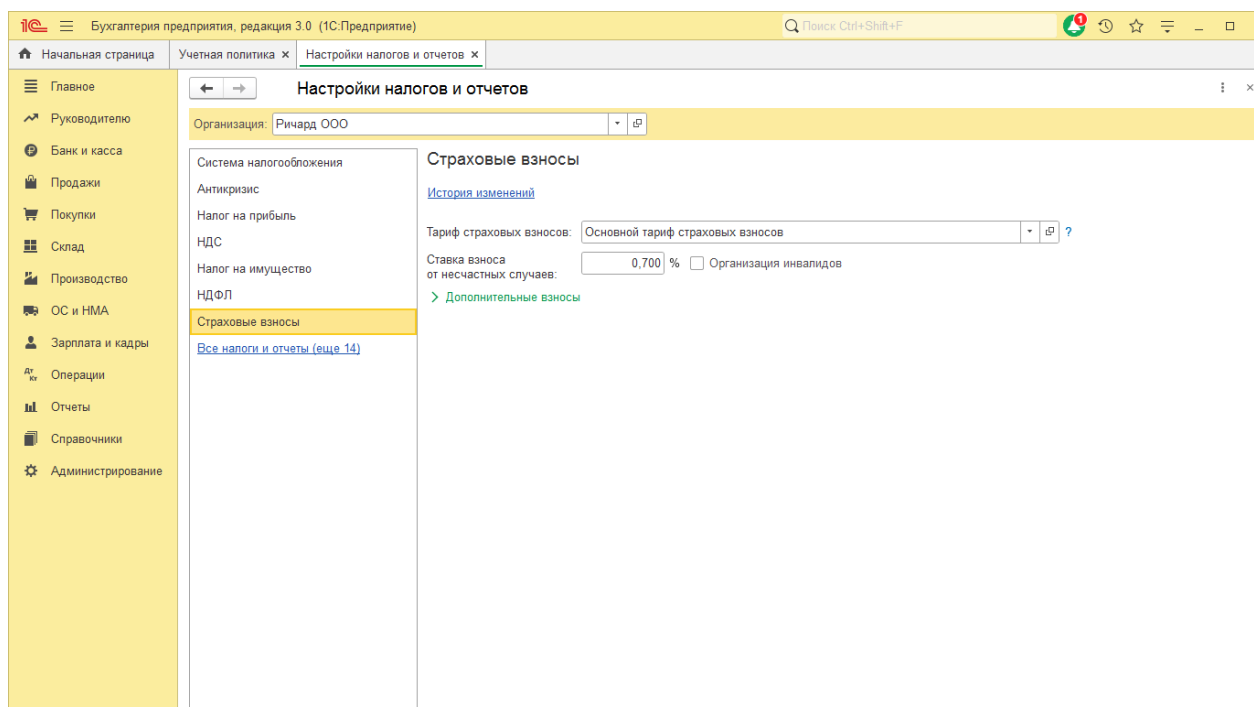 1С Бухгалтерия предприятия, редакция 3.0 (1С:Предприятие) Поиск Ctrl+Shift+F 1
Начальная страница Учетная политика × Настройки налогов и отчетов ×
Главное
Руководителю
Банк и касса
Продажи
Покупки
Склад
Производство
ОС и НМА
Зарплата и кадры
Дт Кт Операции
Отчеты
Справочники
Администрирование
Настройки налогов и отчетов
Организация: Ричард ООО
Система налогообложения
Антикризис
Налог на прибыль
НДС
Налог на имущество
НДФЛ
Страховые взносы
Все налоги и отчеты (еще 14)
Страховые взносы
История изменений
Тариф страховых взносов: Основной тариф страховых взносов ?
Ставка взноса
от несчастных случаев: 0,700 % Организация инвалидов
Дополнительные взносы